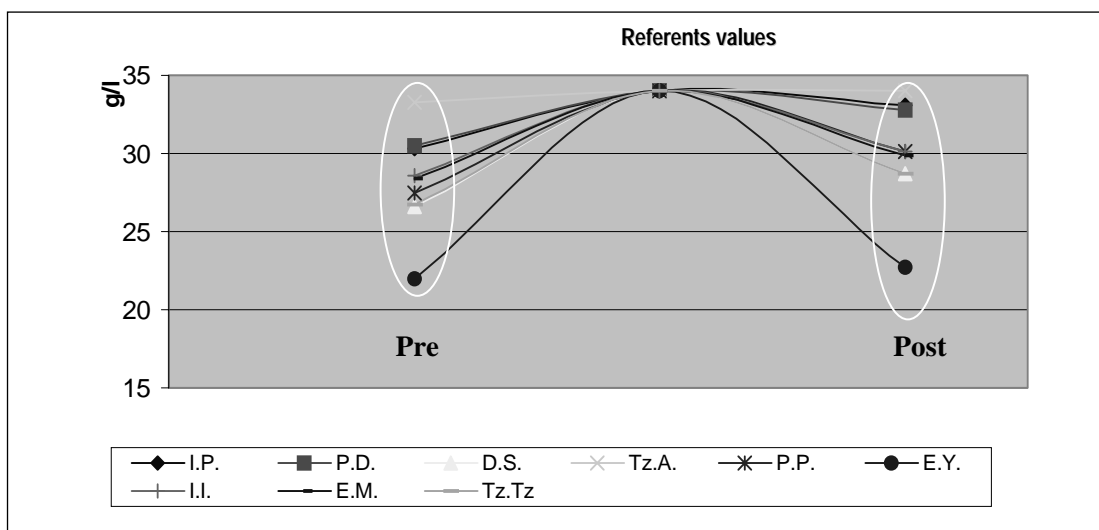 Referents values
g/l
35
30
25
20
15
Pre Post
I.P. P.D. D.S. Tz.A. P.P. E.Y.
I.I. E.M. Tz.Tz